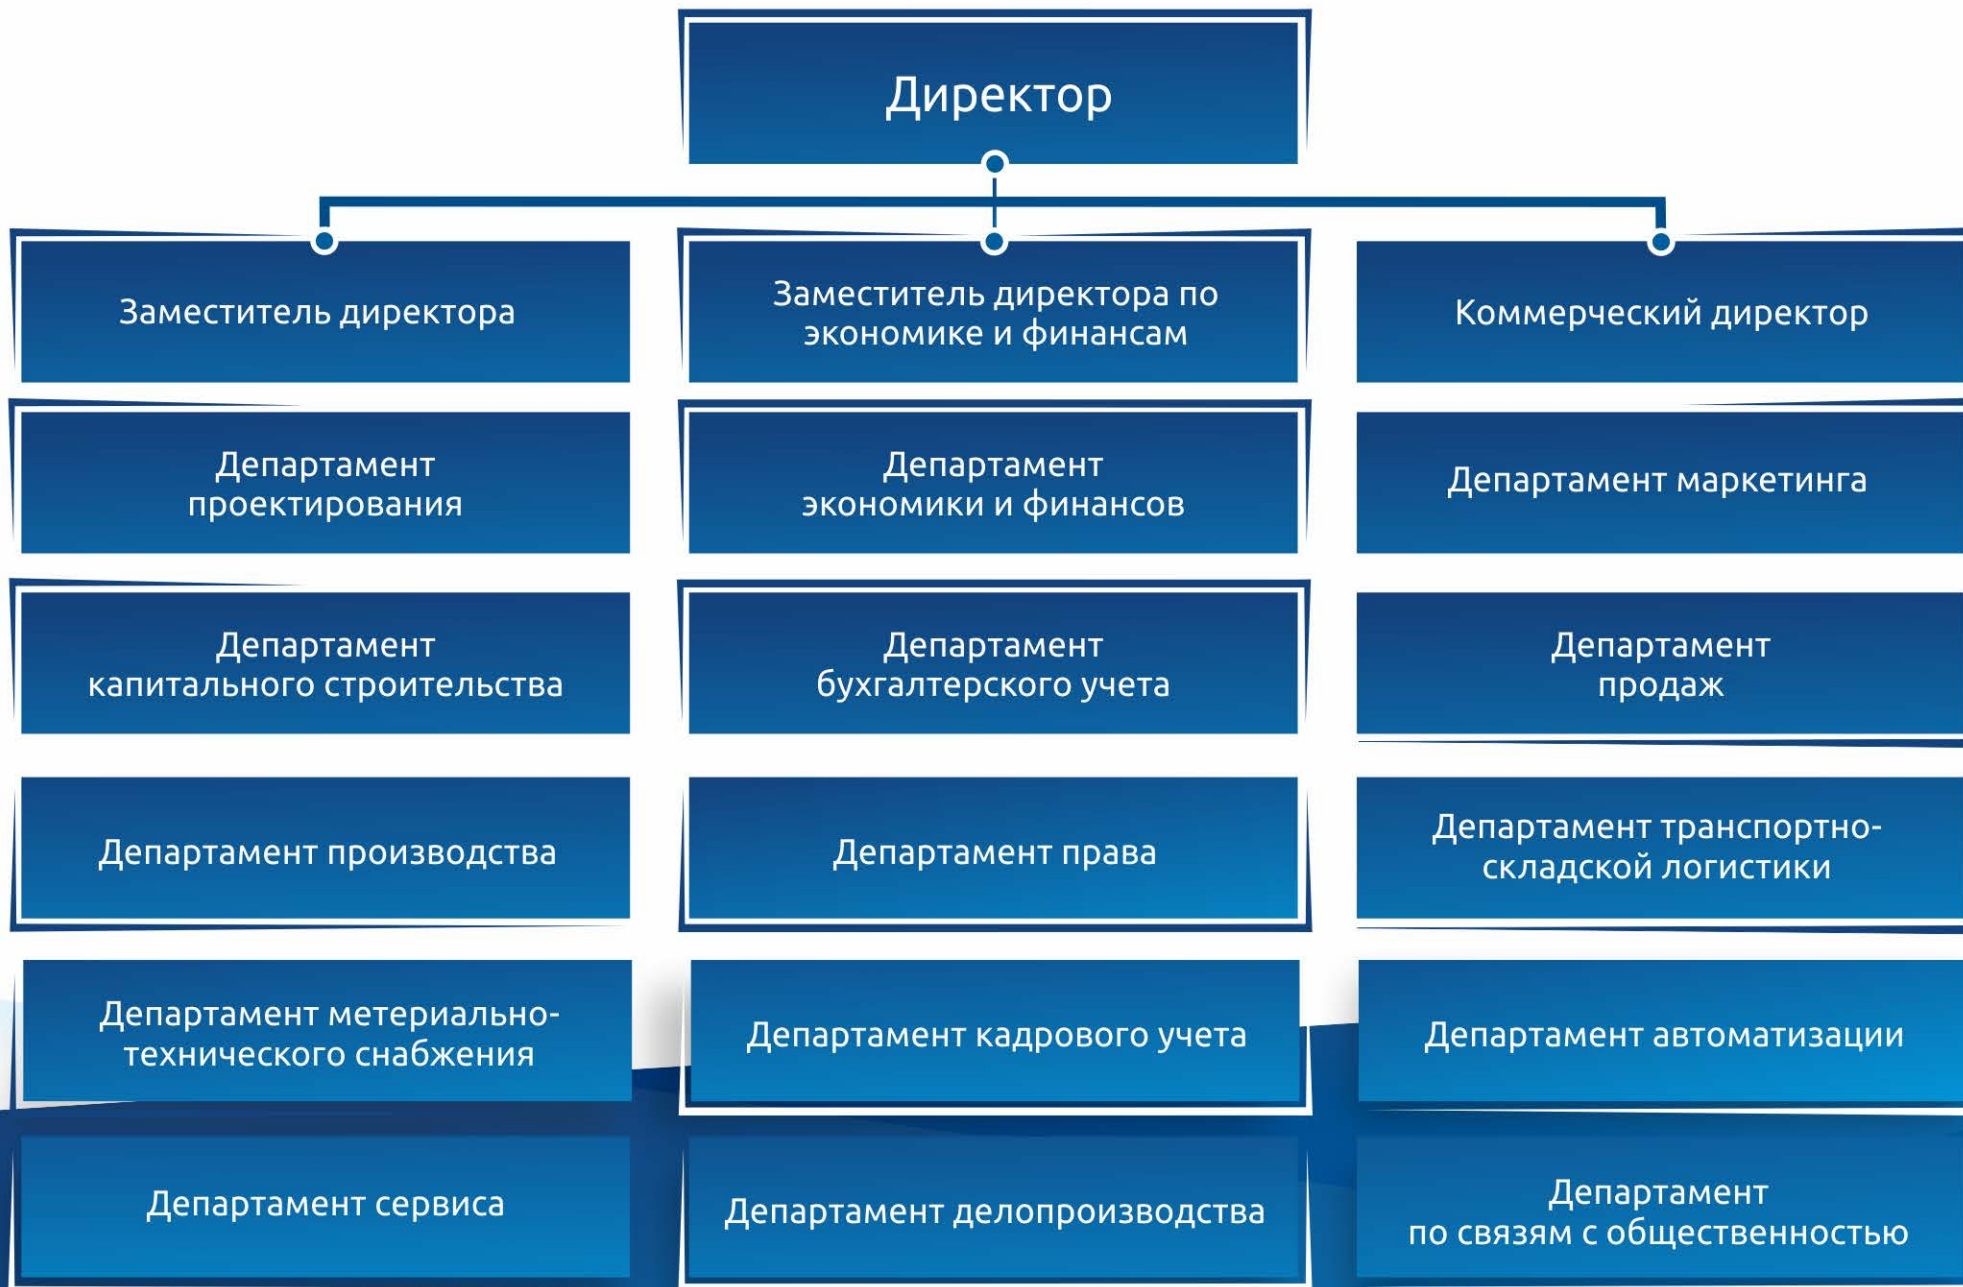 Директор
Заместитель директора
Заместитель директора по
экономике и финансам
Коммерческий директор
Департамент
проектирования
Департамент
экономики и финансов
Департамент маркетинга
Департамент
капитального строительства
Департамент
бухгалтерского учета
Департамент
продаж
Департамент производства
Департамент права
Департамент транспортно-
складской логистики
Департамент метериально-
технического снабжения
Департамент кадрового учета
Департамент автоматизации
Департамент сервиса
Департамент делопроизводства
Департамент
по связям с общественностью